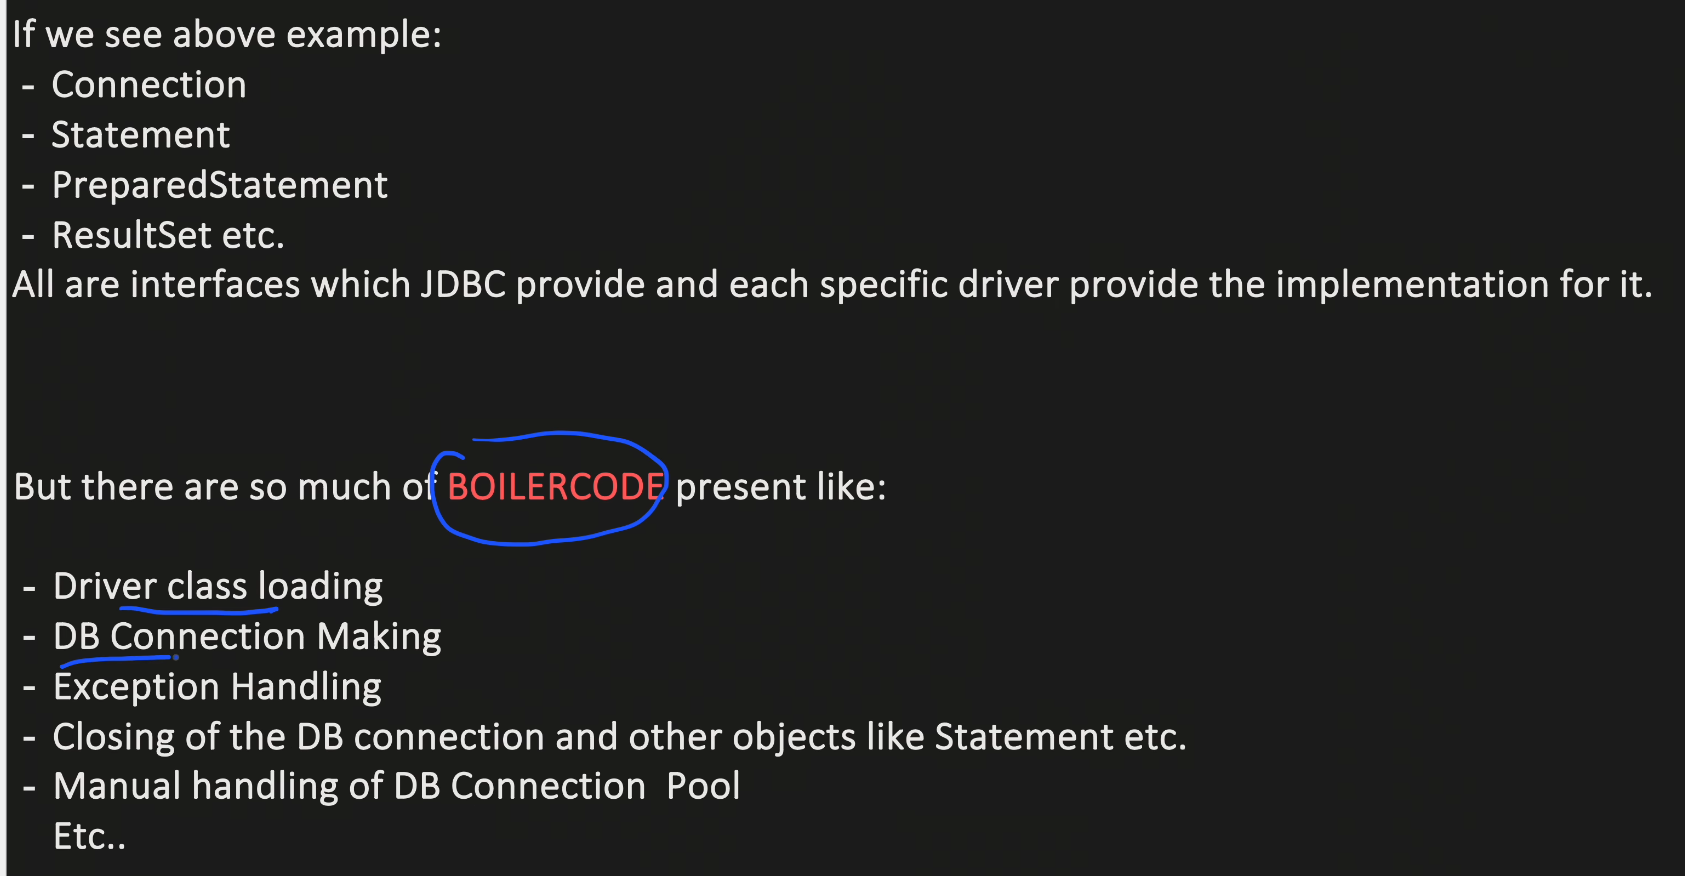 If we see above example:
- Connection
- Statement
- PreparedStatement
- ResultSet etc.
All are interfaces which JDBC provide and each specific driver provide the implementation for it.
But there are so much of BOILERCODE present like:
- Driver class loading
- DB Connection Making
- Exception Handling
- Closing of the DB connection and other objects like Statement etc.
- Manual handling of DB Connection  Pool
Etc..